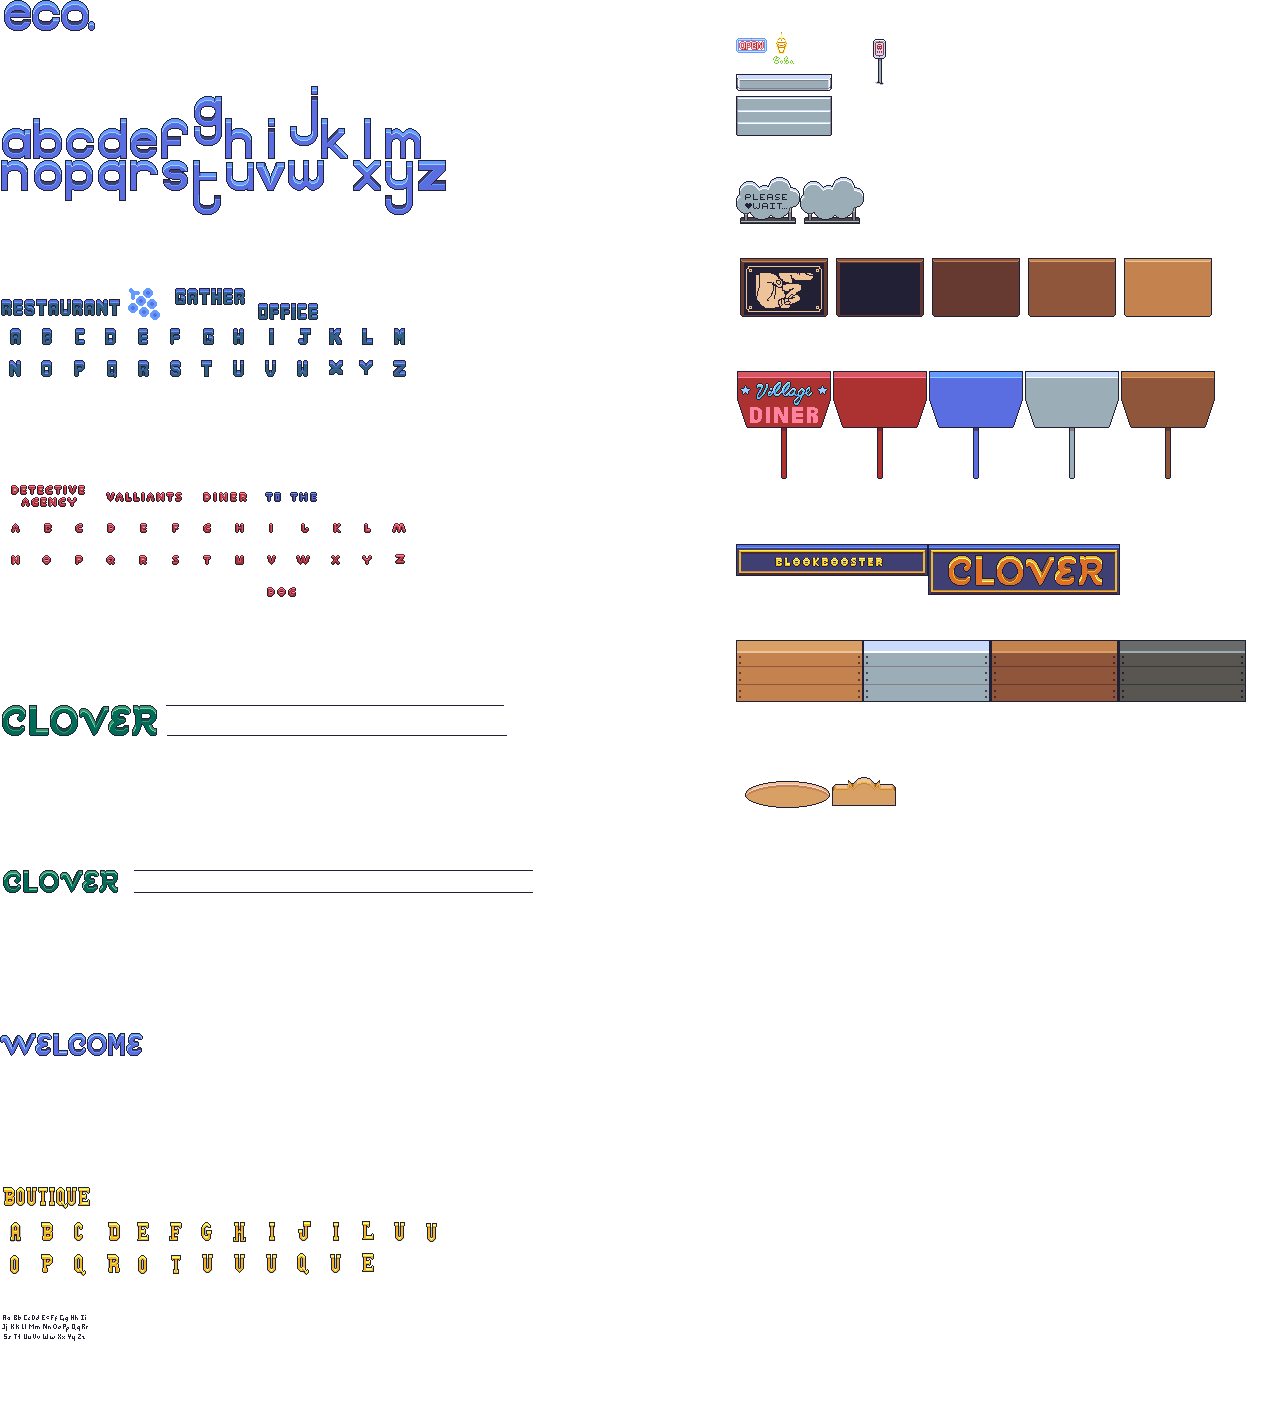 eco.
OPEN
Boba
abcdefghijklm
nopqrstuvwxyz
PLEASE
♥WAIT...
RESTAURANT GATHER OFFICE
A B C D E F G H I J K L M
N O P Q R S T U V W X Y Z
Village
DINER
DETECTIVE
AGENCY
VALLIANTS DINER TO THE
A B C D E F G H I L K L M
N O P Q R S T U V W X Y Z
DOG
BLOOKBOOSTER
CLOVER
CLOVER
CLOVER
WELCOME
BOUTIQUE
A B C D E F G H I J I L U U
O P Q R O T U V U Q U E
Aa Bb Cc Dd Ee Ff Gg Hh Ii
Jj Kk Ll Mm Nn Oo Pp Qq Rr
Ss Tt Uu Vv Ww Xx Yy Zz